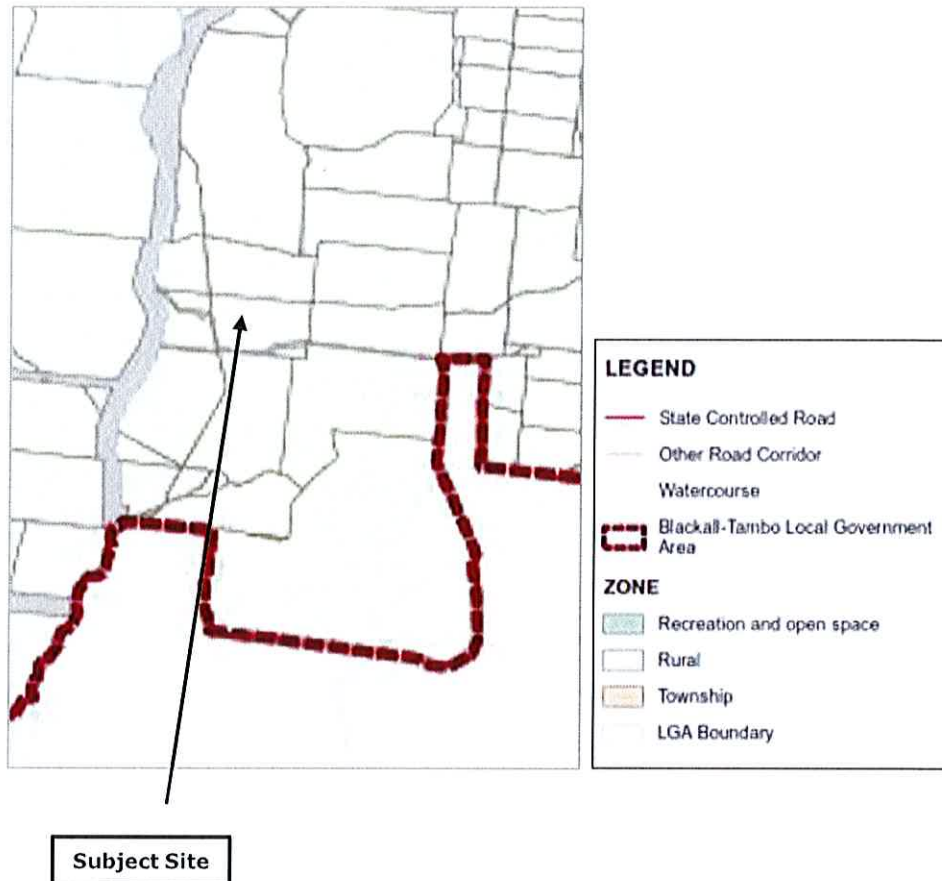 LEGEND
State Controlled Road
Other Road Corridor
Watercourse
Blackall-Tambo Local Government
Area
ZONE
Recreation and open space
Rural
Township
LGA Boundary
Subject Site